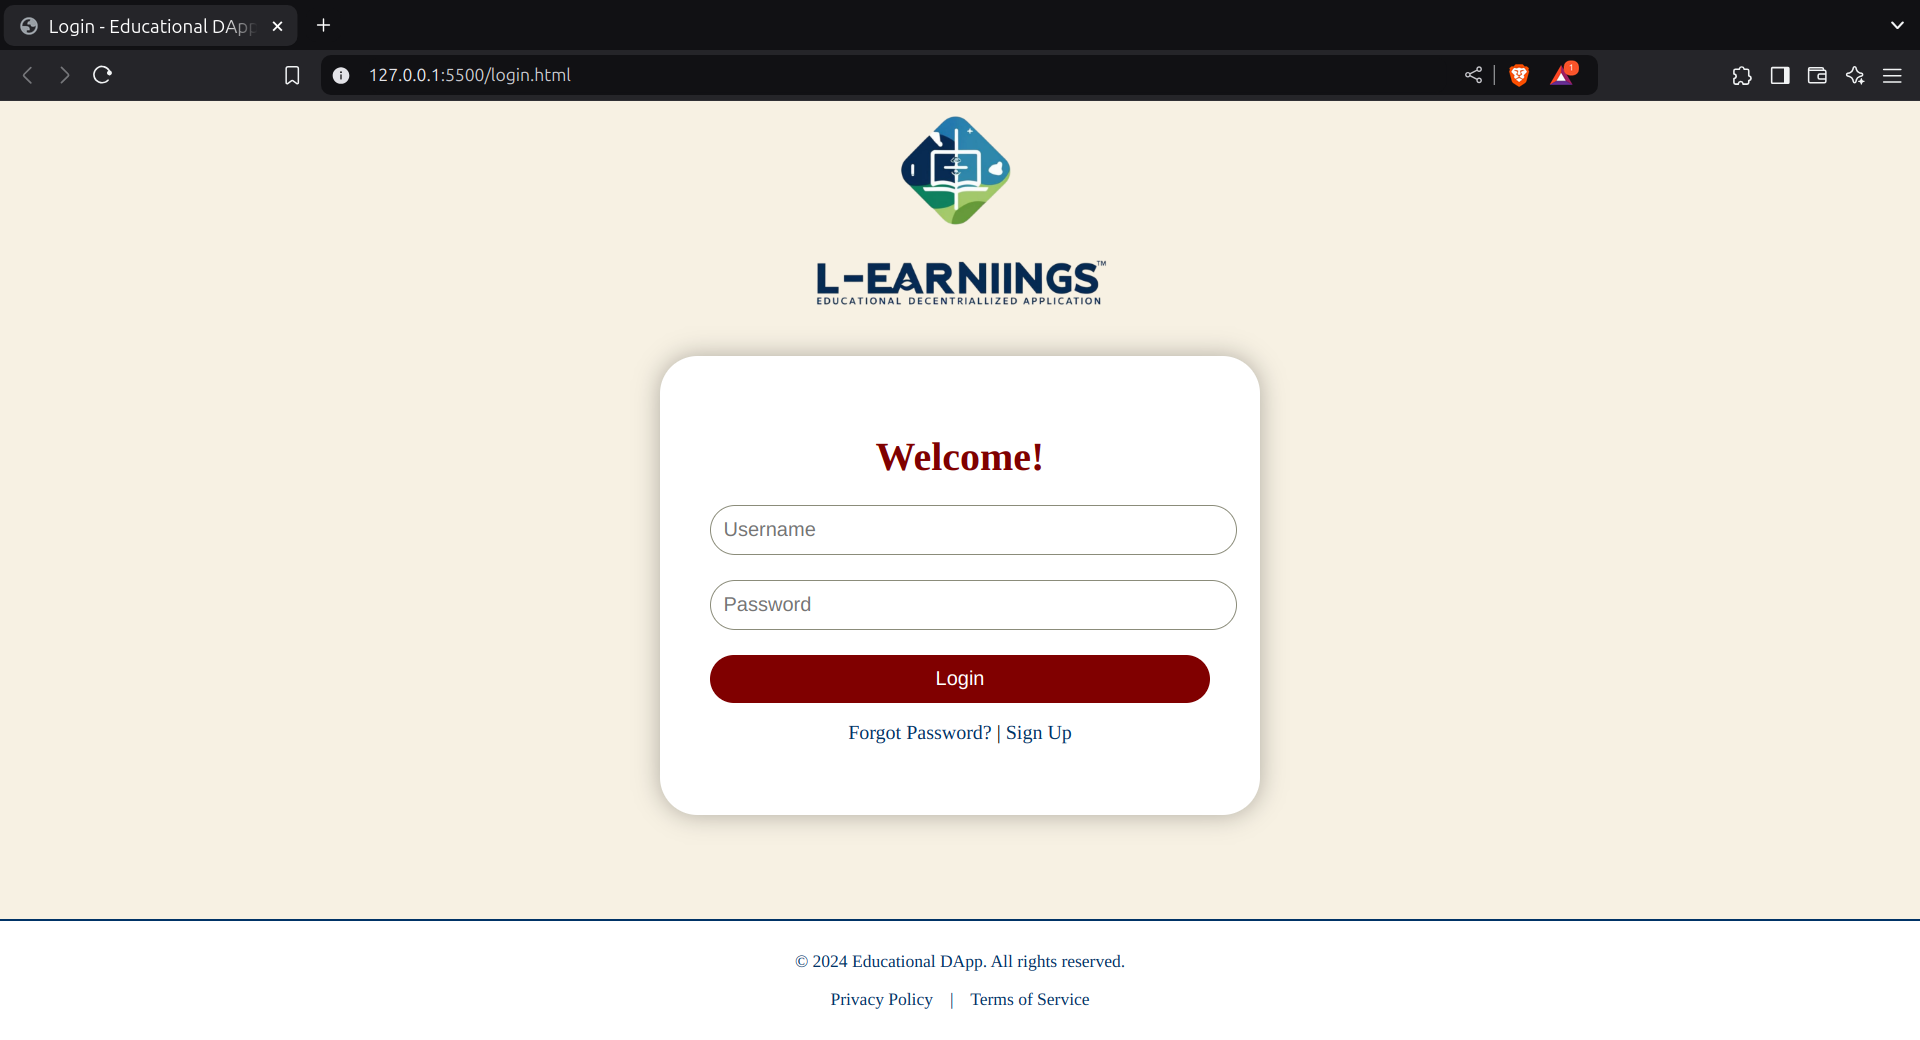 Login - Educational DApp
127.0.0.1:5500/login.html
1
L-EARNIINGS™
EDUCATIONAL DECENTRIALLIZED APPLICATION
Welcome!
Username
Password
Login
Forgot Password? | Sign Up
© 2024 Educational DApp. All rights reserved.
Privacy Policy | Terms of Service